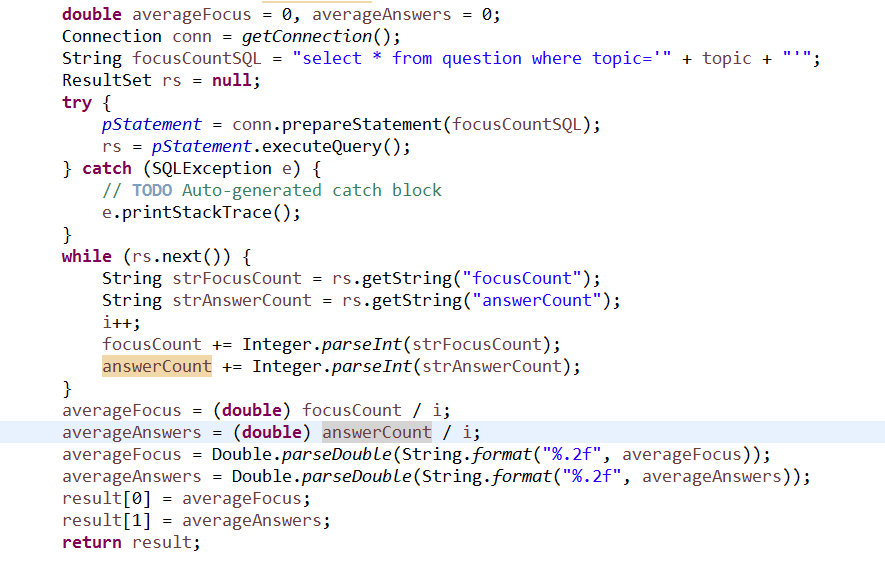 double averageFocus = 0, averageAnswers = 0;
Connection conn = getConnection();
String focusCountSQL = "select * from question where topic='" + topic + "'";
ResultSet rs = null;
try {
    pStatement = conn.prepareStatement(focusCountSQL);
    rs = pStatement.executeQuery();
} catch (SQLException e) {
    // TODO Auto-generated catch block
    e.printStackTrace();
}
while (rs.next()) {
    String strFocusCount = rs.getString("focusCount");
    String strAnswerCount = rs.getString("answerCount");
    i++;
    focusCount += Integer.parseInt(strFocusCount);
    answerCount += Integer.parseInt(strAnswerCount);
}
averageFocus = (double) focusCount / i;
averageAnswers = (double) answerCount / i;
averageFocus = Double.parseDouble(String.format("%.2f", averageFocus));
averageAnswers = Double.parseDouble(String.format("%.2f", averageAnswers));
result[0] = averageFocus;
result[1] = averageAnswers;
return result;